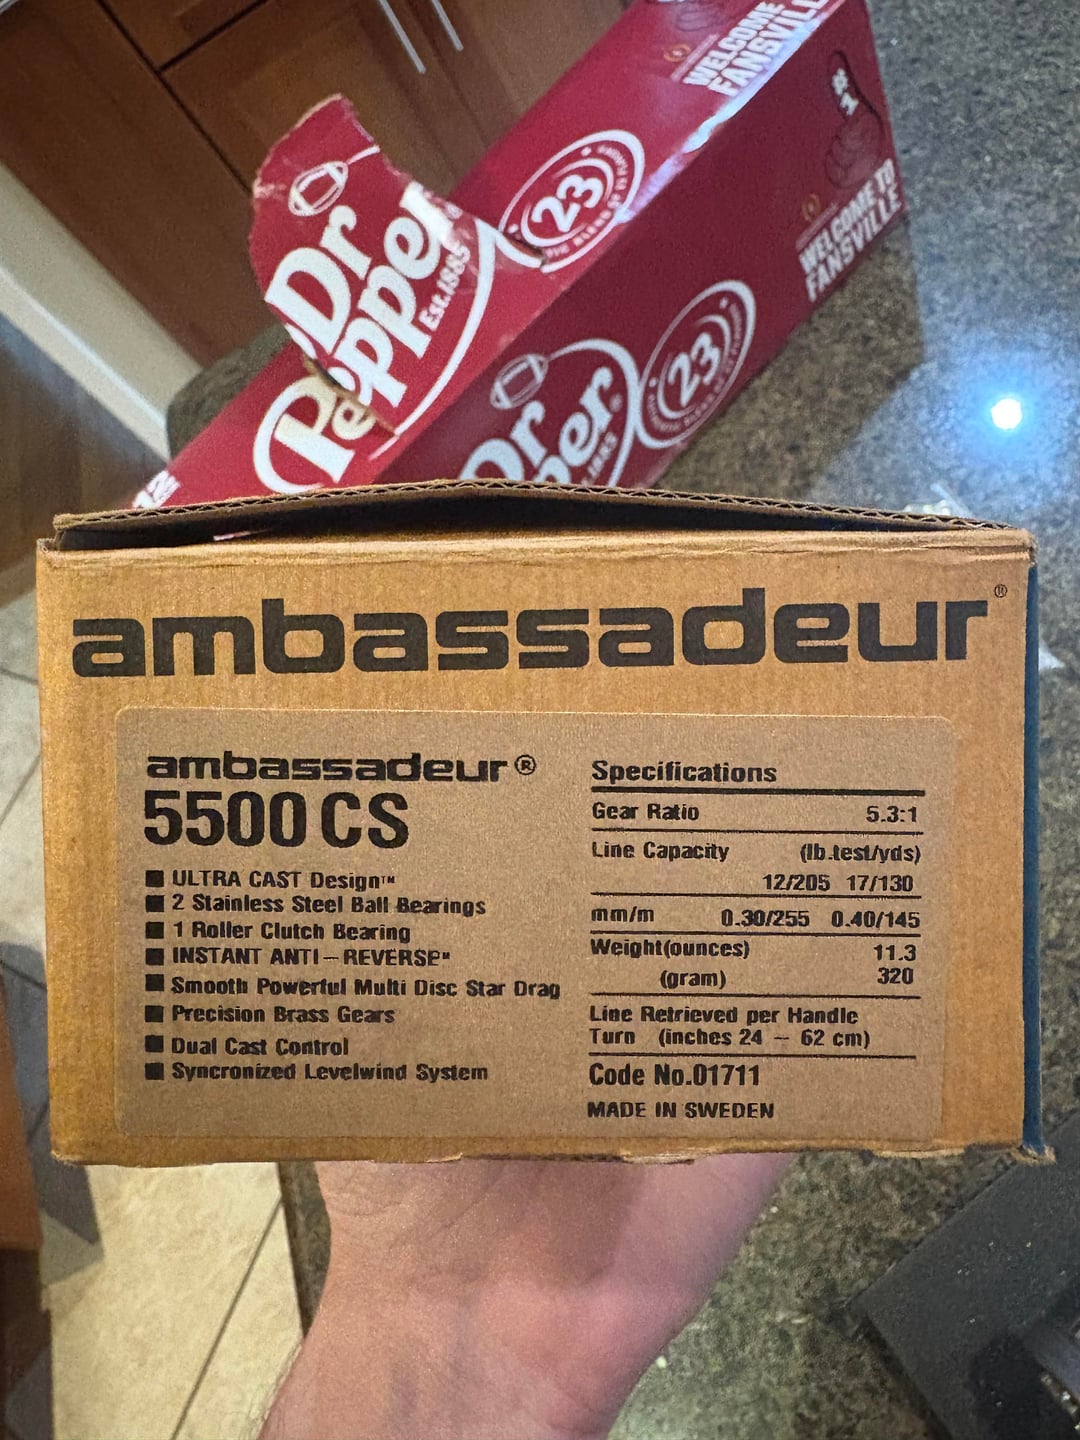 WELCOME
FANSVILLE
#1
WELCOME TO
FANSVILLE
23
Dr
Pepper
Est.1885
23
Dr
per
1885
ambassadeur®
ambassadeur®
5500 CS
■ ULTRA CAST Design™
■ 2 Stainless Steel Ball Bearings
■ 1 Roller Clutch Bearing
■ INSTANT ANTI–REVERSE™
■ Smooth Powerful Multi Disc Star Drag
■ Precision Brass Gears
■ Dual Cast Control
■ Syncronized Levelwind System
Specifications
Gear Ratio 5.3:1
Line Capacity (lb.test/yds)
12/205 17/130
mm/m 0.30/255 0.40/145
Weight(ounces) 11.3
(gram) 320
Line Retrieved per Handle
Turn (inches 24 – 62 cm)
Code No.01711
MADE IN SWEDEN